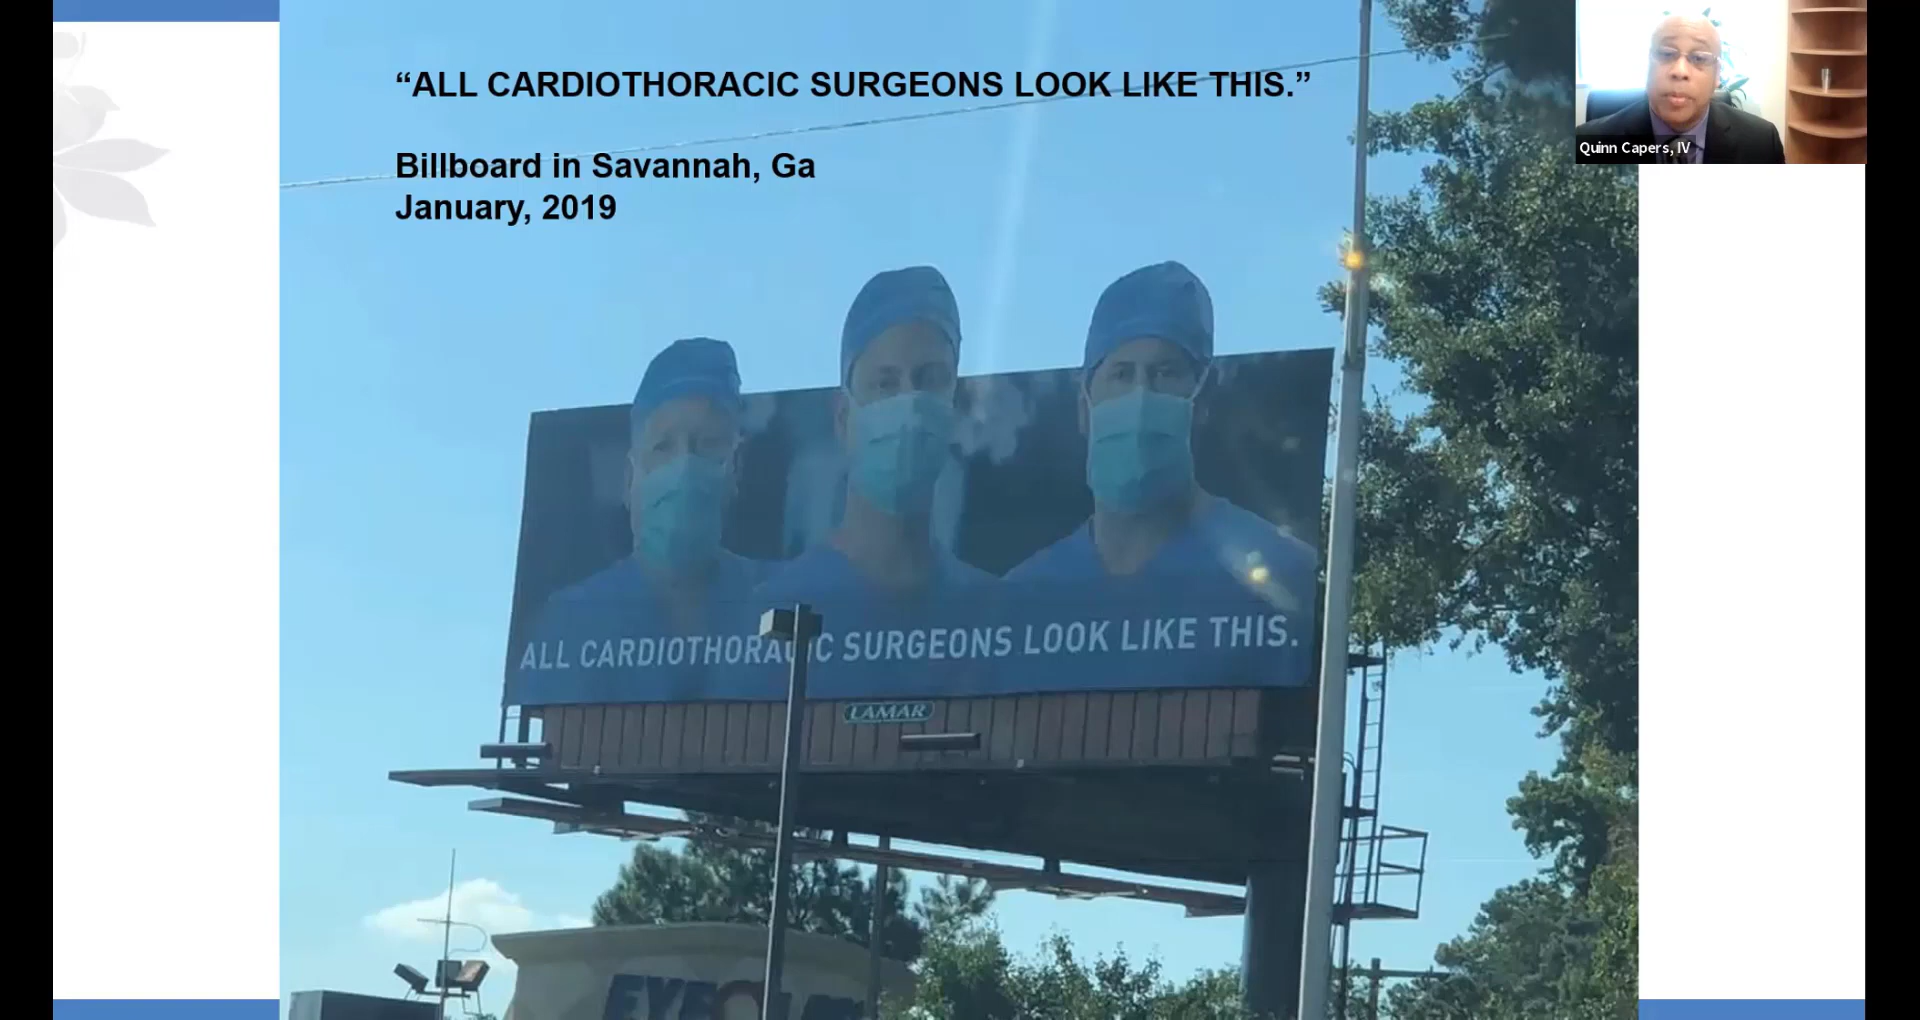 “ALL CARDIOTHORACIC SURGEONS LOOK LIKE THIS.”
Billboard in Savannah, Ga
January, 2019
Quinn Capers, IV
ALL CARDIOTHORACIC SURGEONS LOOK LIKE THIS.
LAMAR
EYE